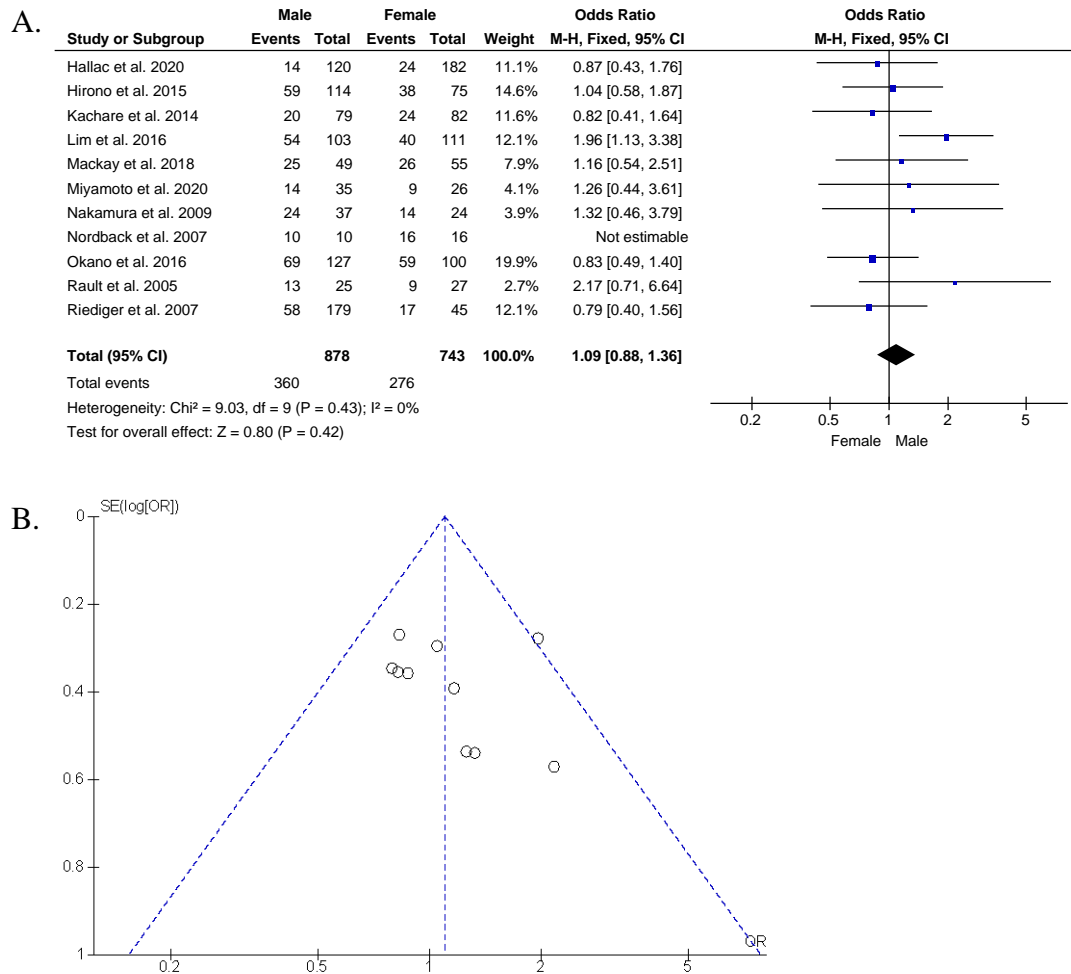 A.
Male Female Odds Ratio Odds Ratio
Study or Subgroup Events Total Events Total Weight M-H, Fixed, 95% CI M-H, Fixed, 95% CI
Hallac et al. 2020 14 120 24 182 11.1% 0.87 [0.43, 1.76]
Hirono et al. 2015 59 114 38 75 14.6% 1.04 [0.58, 1.87]
Kachare et al. 2014 20 79 24 82 11.6% 0.82 [0.41, 1.64]
Lim et al. 2016 54 103 40 111 12.1% 1.96 [1.13, 3.38]
Mackay et al. 2018 25 49 26 55 7.9% 1.16 [0.54, 2.51]
Miyamoto et al. 2020 14 35 9 26 4.1% 1.26 [0.44, 3.61]
Nakamura et al. 2009 24 37 14 24 3.9% 1.32 [0.46, 3.79]
Nordback et al. 2007 10 10 16 16 Not estimable
Okano et al. 2016 69 127 59 100 19.9% 0.83 [0.49, 1.40]
Rault et al. 2005 13 25 9 27 2.7% 2.17 [0.71, 6.64]
Riediger et al. 2007 58 179 17 45 12.1% 0.79 [0.40, 1.56]
Total (95% CI) 878 743 100.0% 1.09 [0.88, 1.36]
Total events 360 276
Heterogeneity: Chi² = 9.03, df = 9 (P = 0.43); I² = 0%
Test for overall effect: Z = 0.80 (P = 0.42)
0.2 0.5 1 2 5
Female Male
B.
SE(log[OR])
0
0.2
0.4
0.6
0.8
1
OR
0.2 0.5 1 2 5